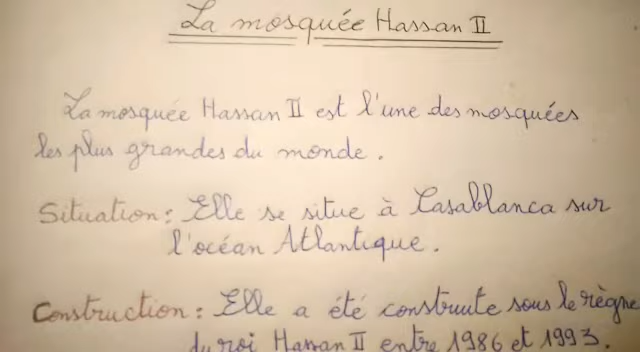 La mosquée Hassan II
La mosquée Hassan II est l'une des mosquées
les plus grandes du monde.
Situation : Elle se situe à Casablanca sur
l'océan Atlantique.
Construction : Elle a été construite sous le règne
du roi Hassan II entre 1986 et 1993.